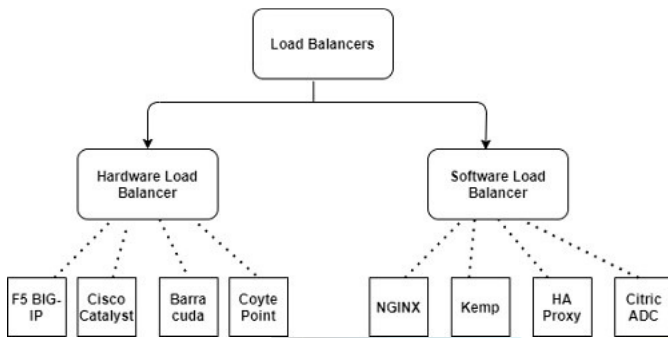 Load Balancers
Hardware Load
Balancer
Software Load
Balancer
F5 BIG-
IP
Cisco
Catalyst
Barra
cuda
Coyte
Point
NGINX
Kemp
HA
Proxy
Citric
ADC